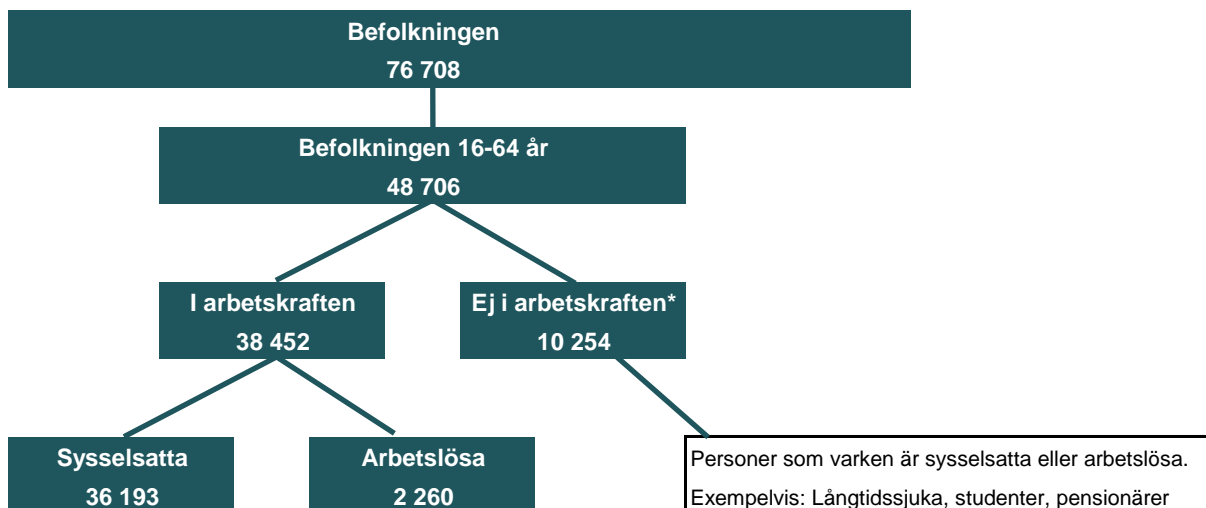 Befolkningen
76 708
Befolkningen 16-64 år
48 706
I arbetskraften
38 452
Ej i arbetskraften*
10 254
Sysselsatta
36 193
Arbetslösa
2 260
Personer som varken är sysselsatta eller arbetslösa.
Exempelvis: Långtidssjuka, studenter, pensionärer